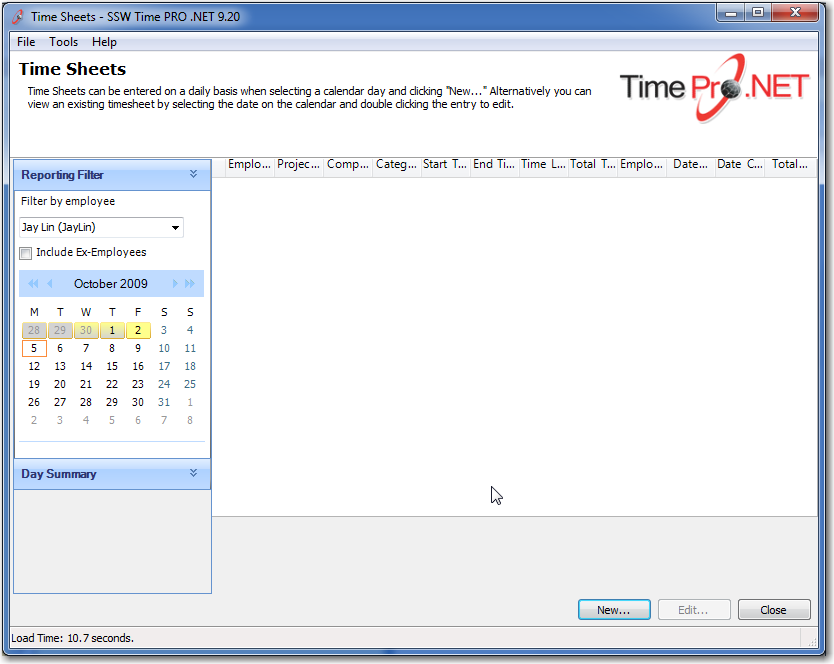 Time Sheets - SSW Time PRO .NET 9.20
File Tools Help
Time Sheets
Time Sheets can be entered on a daily basis when selecting a calendar day and clicking "New..." Alternatively you can
view an existing timesheet by selecting the date on the calendar and double clicking the entry to edit.
Time Pro.NET
Reporting Filter
Filter by employee
Jay Lin (JayLin)
Include Ex-Employees
October 2009
M T W T F S S
28 29 30 1 2 3 4
5 6 7 8 9 10 11
12 13 14 15 16 17 18
19 20 21 22 23 24 25
26 27 28 29 30 31 1
2 3 4 5 6 7 8
Day Summary
Emplo... Projec... Comp... Categ... Start T... End Ti... Time L... Total T... Emplo... Date... Date C... Total...
New... Edit... Close
Load Time: 10.7 seconds.